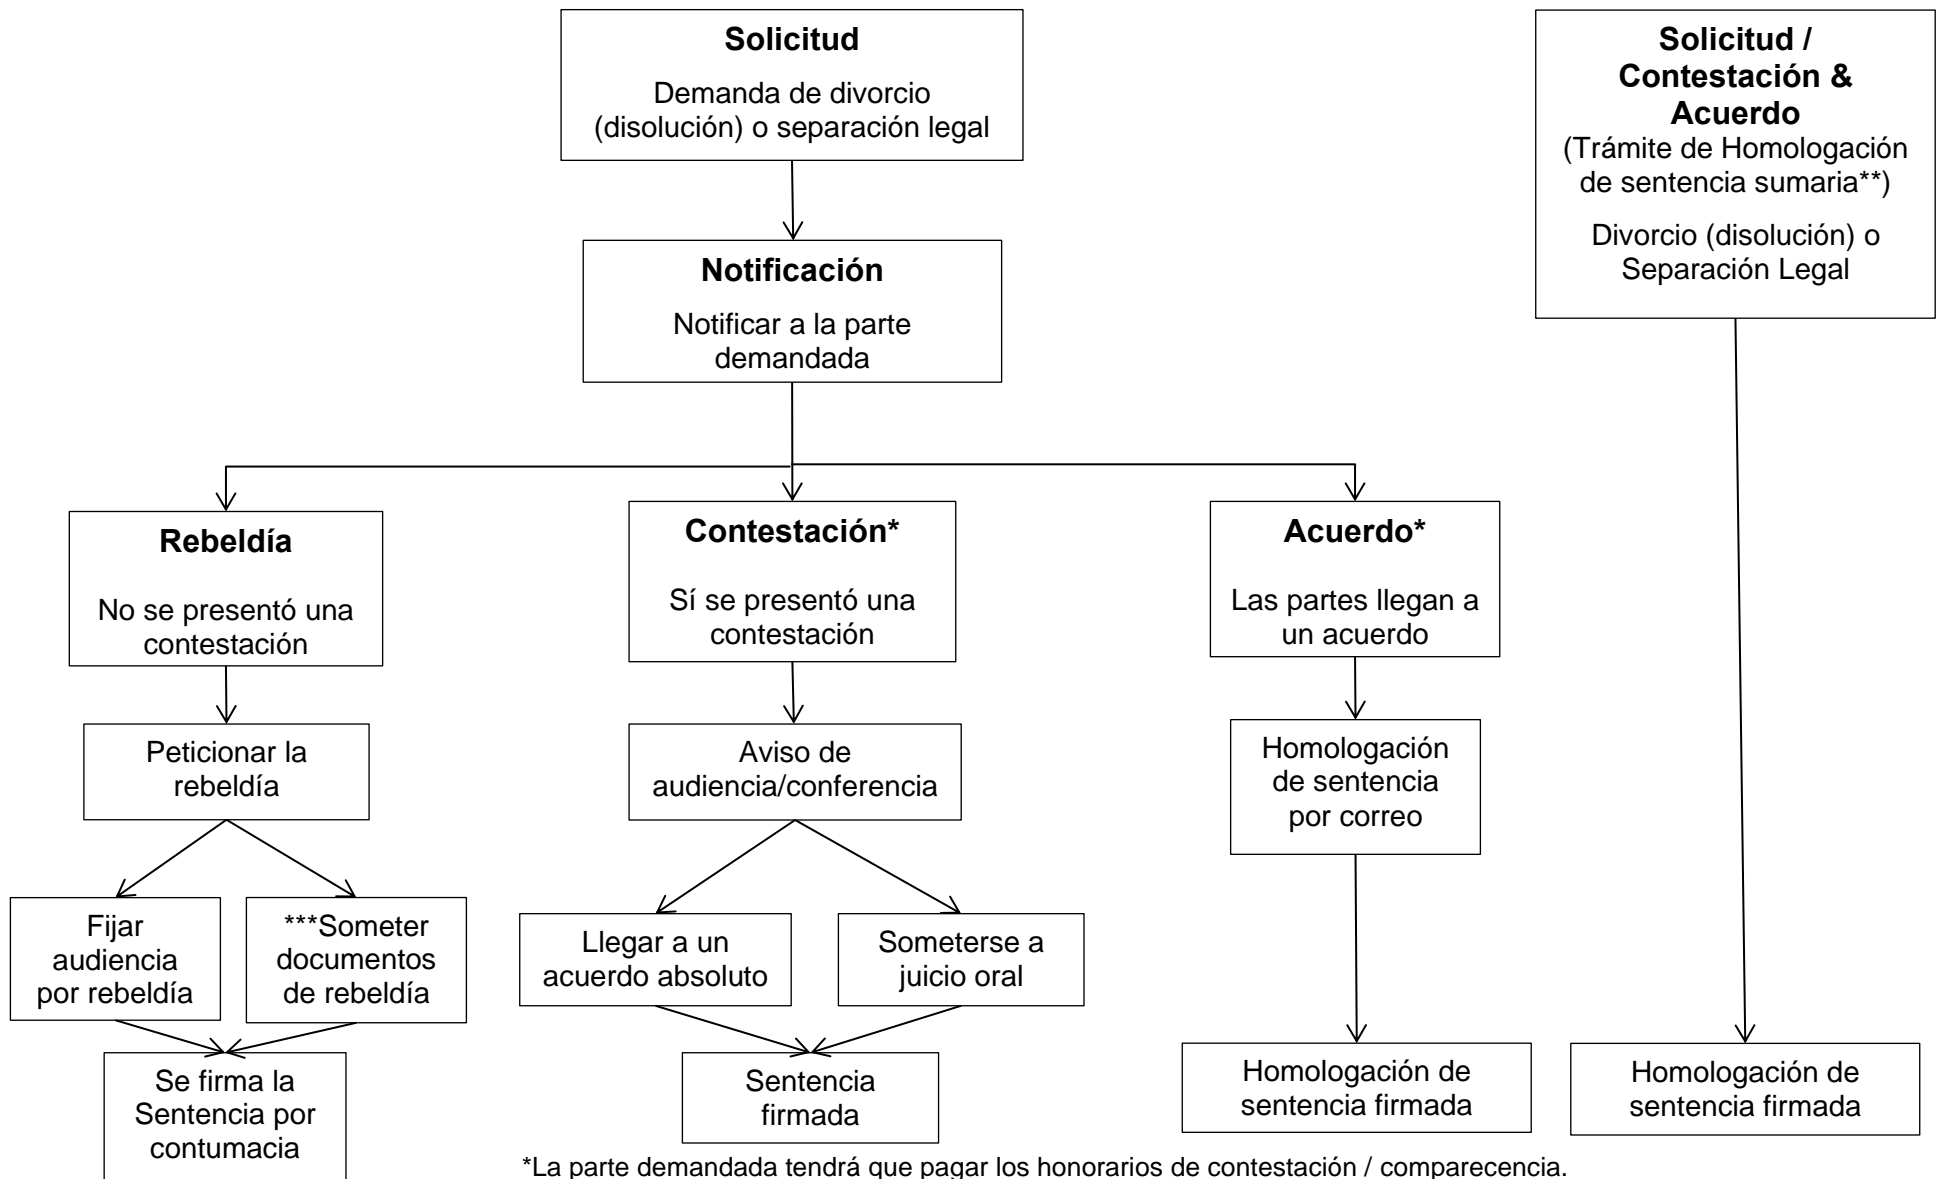 Solicitud
Demanda de divorcio
(disolución) o separación legal
Solicitud /
Contestación &
Acuerdo
(Trámite de Homologación
de sentencia sumaria**)
Divorcio (disolución) o
Separación Legal
Notificación
Notificar a la parte
demandada
Rebeldía
No se presentó una
contestación
Contestación*
Sí se presentó una
contestación
Acuerdo*
Las partes llegan a
un acuerdo
Peticionar la
rebeldía
Aviso de
audiencia/conferencia
Homologación
de sentencia
por correo
Fijar
audiencia
por rebeldía
***Someter
documentos
de rebeldía
Llegar a un
acuerdo absoluto
Someterse a
juicio oral
Se firma la
Sentencia por
contumacia
Sentencia
firmada
Homologación de
sentencia firmada
Homologación de
sentencia firmada
*La parte demandada tendrá que pagar los honorarios de contestación / comparecencia.